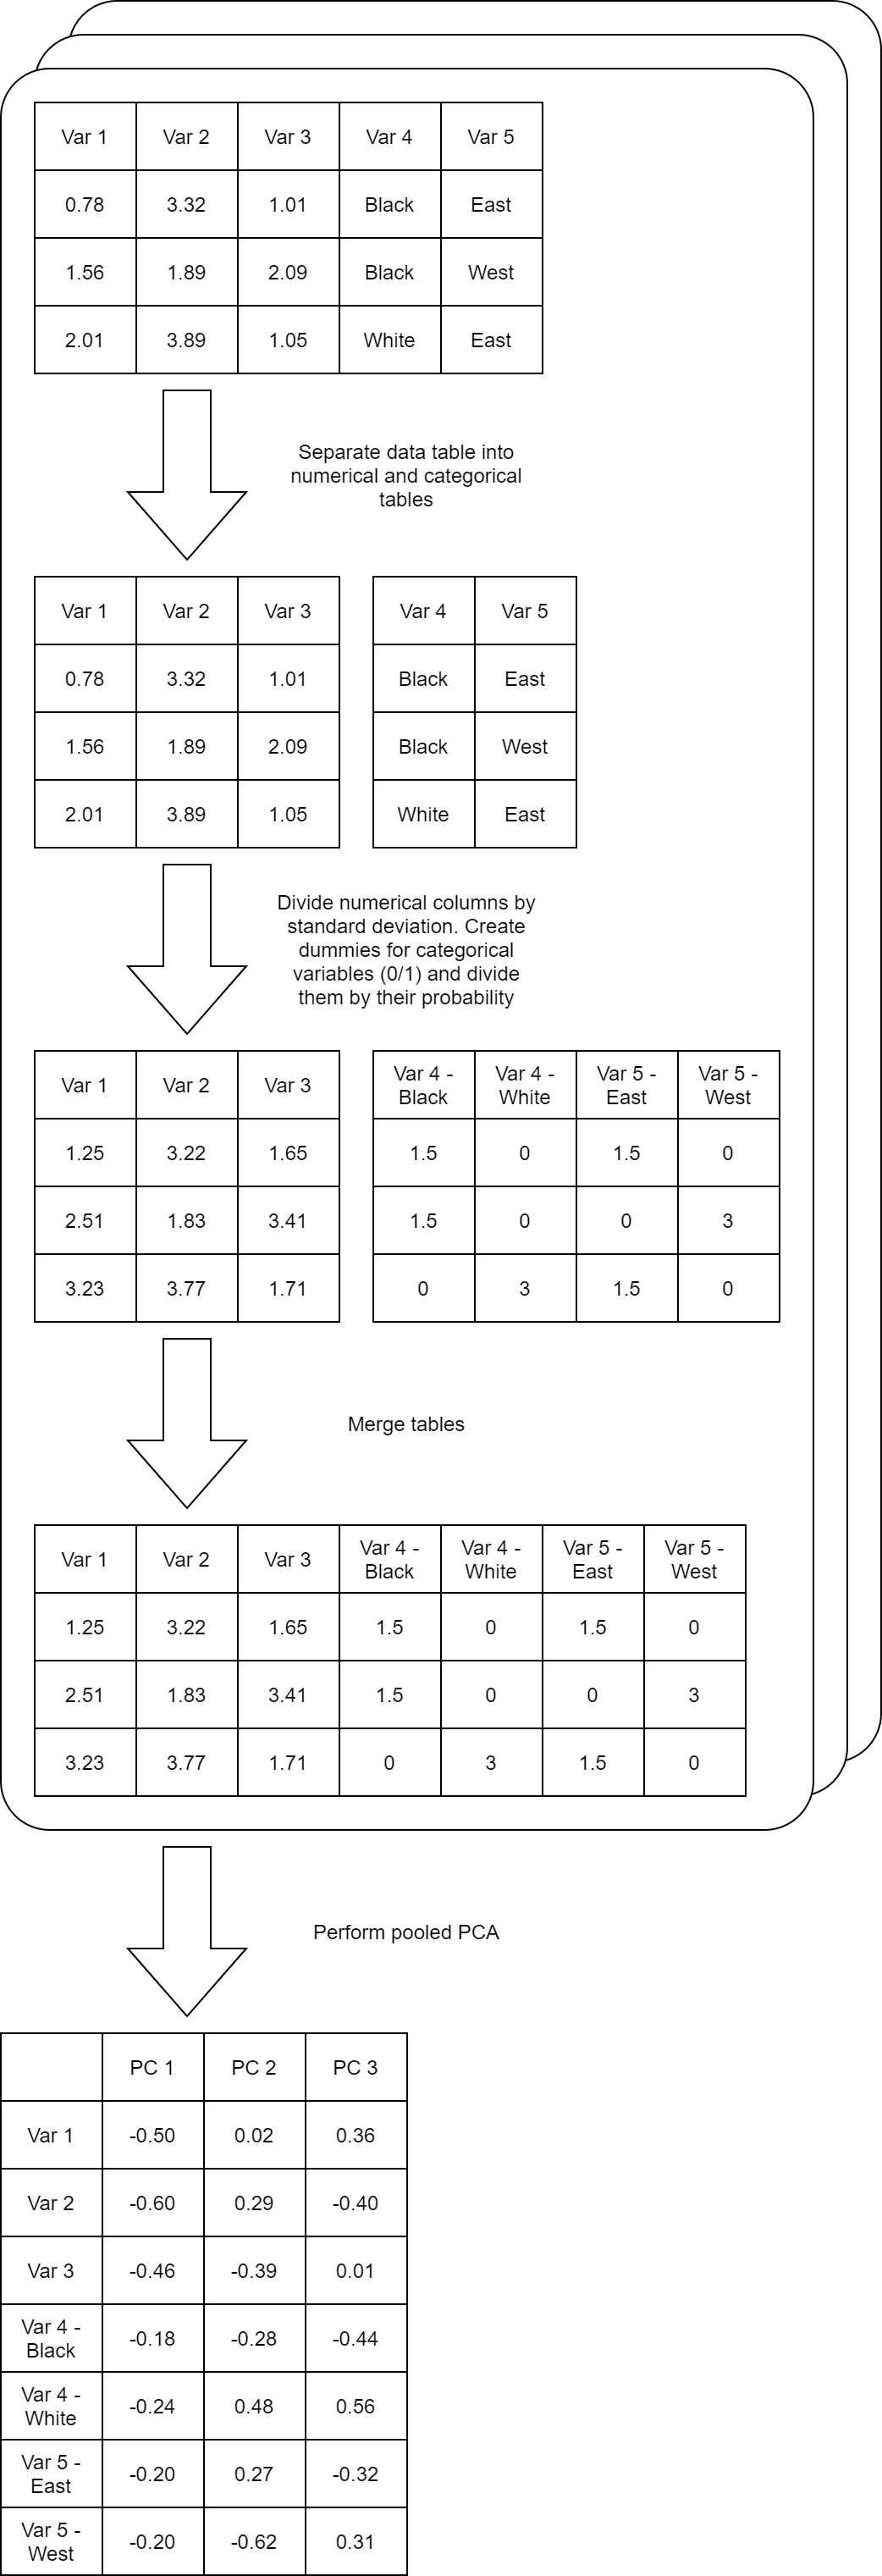 Var 1 Var 2 Var 3 Var 4 Var 5
0.78 3.32 1.01 Black East
1.56 1.89 2.09 Black West
2.01 3.89 1.05 White East
Separate data table into
numerical and categorical
tables
Var 1 Var 2 Var 3 Var 4 Var 5
0.78 3.32 1.01 Black East
1.56 1.89 2.09 Black West
2.01 3.89 1.05 White East
Divide numerical columns by
standard deviation. Create
dummies for categorical
variables (0/1) and divide
them by their probability
Var 1 Var 2 Var 3 Var 4 - Black Var 4 - White Var 5 - East Var 5 - West
1.25 3.22 1.65 1.5 0 1.5 0
2.51 1.83 3.41 1.5 0 0 3
3.23 3.77 1.71 0 3 1.5 0
Merge tables
Var 1 Var 2 Var 3 Var 4 - Black Var 4 - White Var 5 - East Var 5 - West
1.25 3.22 1.65 1.5 0 1.5 0
2.51 1.83 3.41 1.5 0 0 3
3.23 3.77 1.71 0 3 1.5 0
Perform pooled PCA
PC 1 PC 2 PC 3
Var 1 -0.50 0.02 0.36
Var 2 -0.60 0.29 -0.40
Var 3 -0.46 -0.39 0.01
Var 4 - Black -0.18 -0.28 -0.44
Var 4 - White -0.24 0.48 0.56
Var 5 - East -0.20 0.27 -0.32
Var 5 - West -0.20 -0.62 0.31